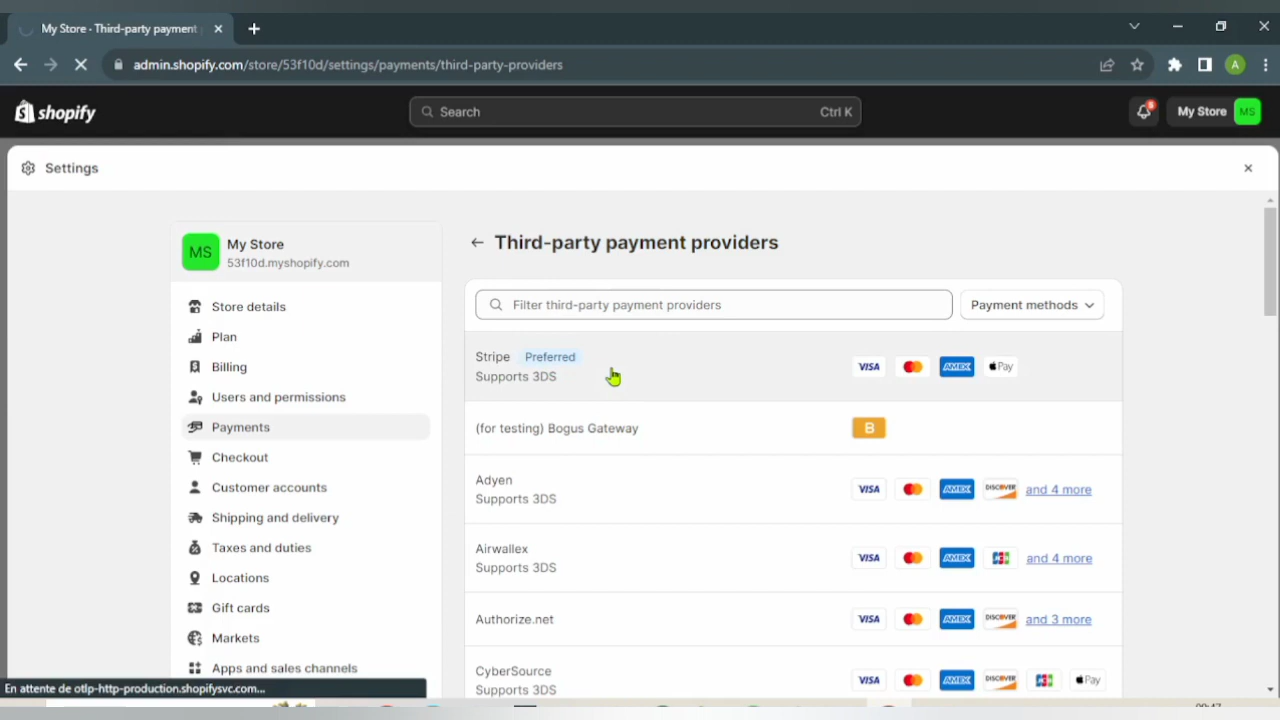 My Store - Third-party payment
admin.shopify.com/store/53f10d/settings/payments/third-party-providers
A
shopify
Search
Ctrl K
8
My Store
MS
Settings
MS
My Store
53f10d.myshopify.com
Store details
Plan
Billing
Users and permissions
Payments
Checkout
Customer accounts
Shipping and delivery
Taxes and duties
Locations
Gift cards
Markets
Apps and sales channels
Third-party payment providers
Filter third-party payment providers
Payment methods
Stripe Preferred
Supports 3DS
VISA AMEX Pay
(for testing) Bogus Gateway
B
Adyen
Supports 3DS
VISA AMEX DISCOVER and 4 more
Airwallex
Supports 3DS
VISA AMEX JCB and 4 more
Authorize.net
VISA AMEX DISCOVER and 3 more
CyberSource
Supports 3DS
VISA AMEX DISCOVER JCB Pay
En attente de otlp-http-production.shopifysvc.com...